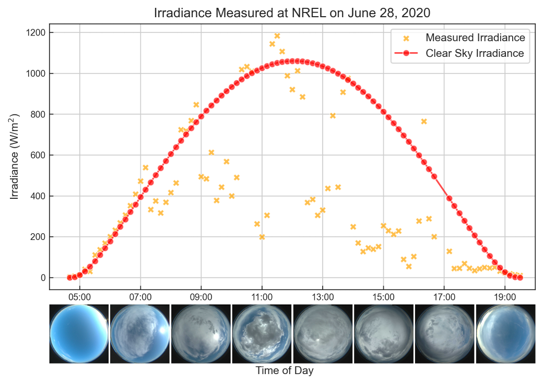 Irradiance Measured at NREL on June 28, 2020
Measured Irradiance
Clear Sky Irradiance
Irradiance (W/m²)
1200
1000
800
600
400
200
0
05:00 07:00 09:00 11:00 13:00 15:00 17:00 19:00
Time of Day